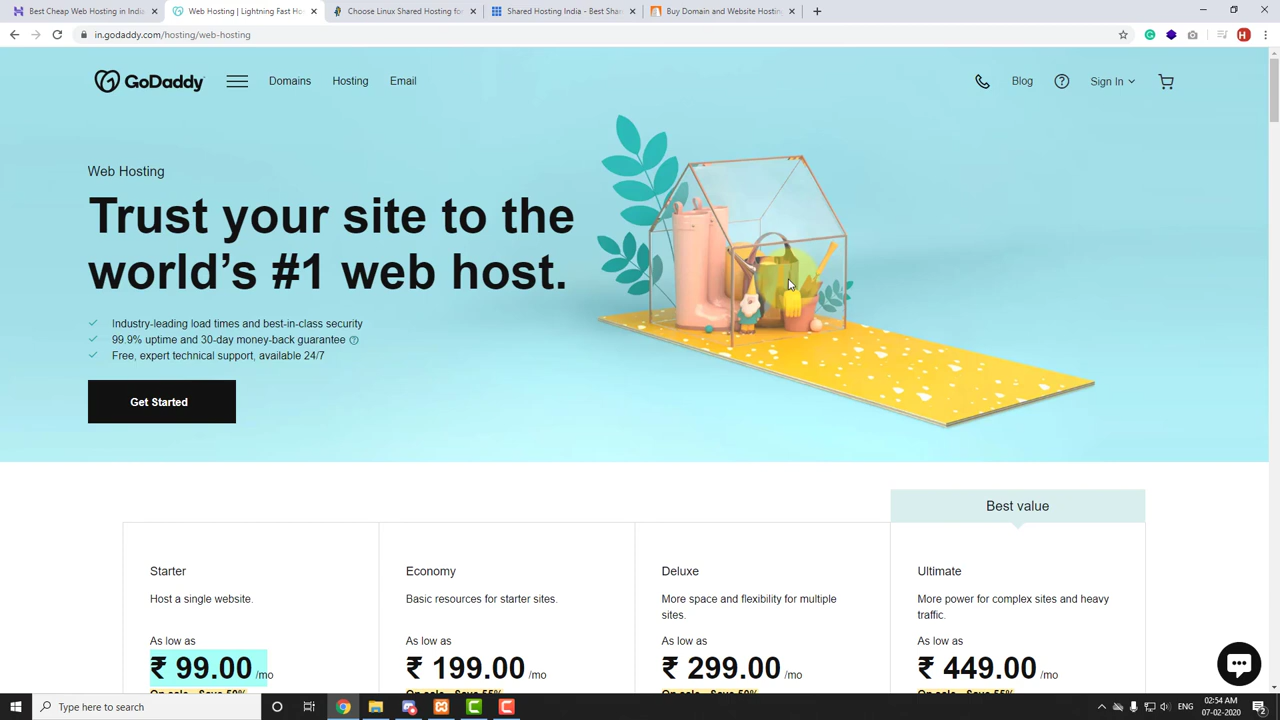 Best Cheap Web Hosting in India
Web Hosting | Lightning Fast Ho
Choose Linux Shared Hosting fo
Shared Hosting India - Best Shar
Buy Domain and Website Hosting
in.godaddy.com/hosting/web-hosting
H
GoDaddy
Domains
Hosting
Email
Blog
Sign In
Web Hosting
Trust your site to the
world’s #1 web host.
Industry-leading load times and best-in-class security
99.9% uptime and 30-day money-back guarantee
Free, expert technical support, available 24/7
Get Started
Best value
Starter
Host a single website.
As low as
₹ 99.00 /mo
On sale - Save 50%
Economy
Basic resources for starter sites.
As low as
₹ 199.00 /mo
On sale - Save 55%
Deluxe
More space and flexibility for multiple
sites.
As low as
₹ 299.00 /mo
On sale - Save 50%
Ultimate
More power for complex sites and heavy
traffic.
As low as
₹ 449.00 /mo
On sale - Save 55%
Type here to search
ENG
02:54 AM
07-02-2020
2